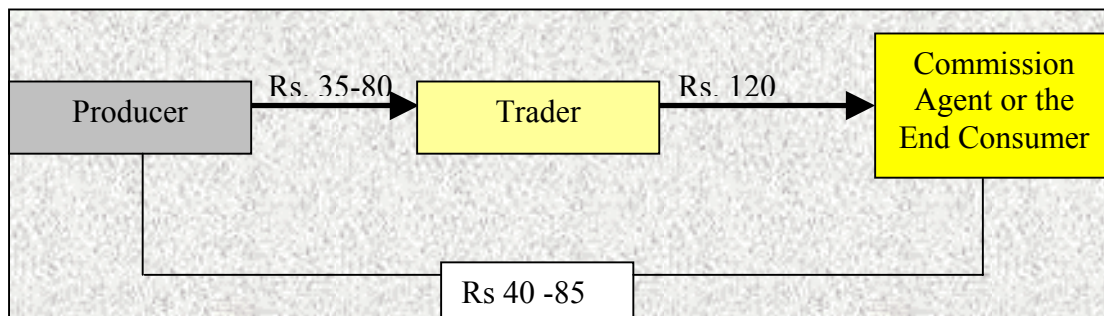 Producer
Rs. 35-80
Trader
Rs. 120
Commission
Agent or the
End Consumer
Rs 40 -85